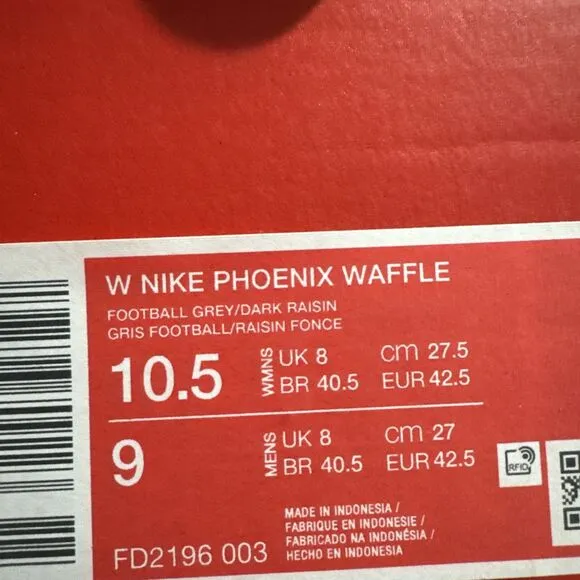 W NIKE PHOENIX WAFFLE
FOOTBALL GREY/DARK RAISIN
GRIS FOOTBALL/RAISIN FONCE
10.5 WMNS UK 8 cm 27.5
BR 40.5 EUR 42.5
9 MENS UK 8 cm 27
BR 40.5 EUR 42.5
RFID
MADE IN INDONESIA /
FABRIQUE EN INDONESIE /
FABRICADO NA INDONÉSIA /
HECHO EN INDONESIA
FD2196 003